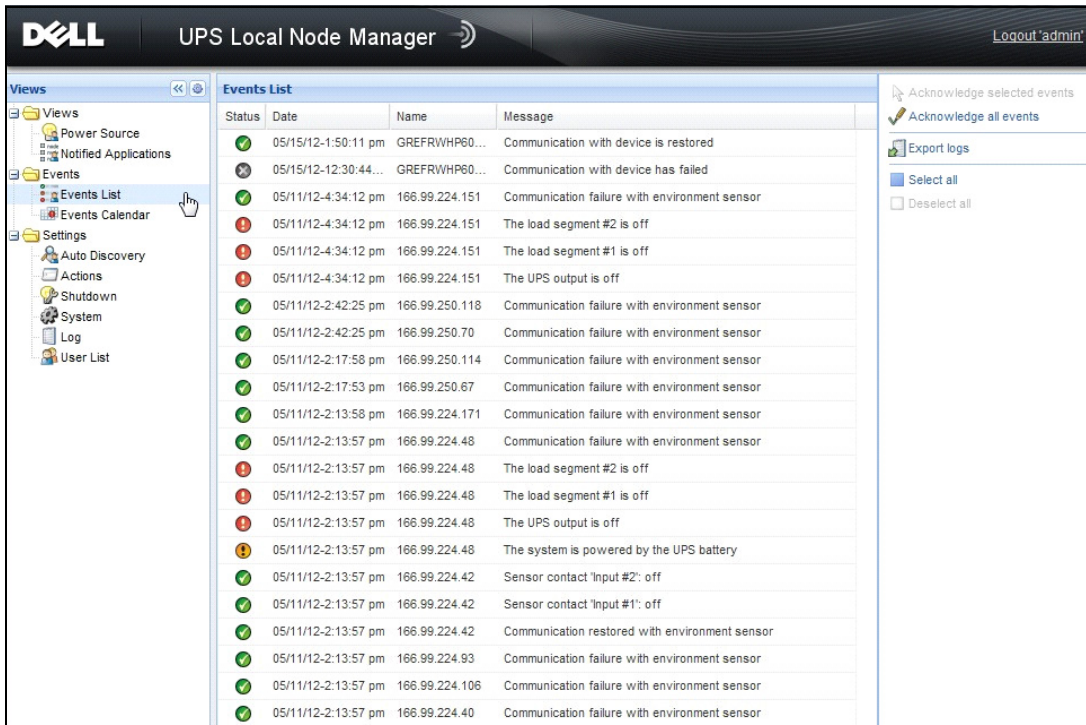 DELL UPS Local Node Manager Logout 'admin'
Views
Views
Power Source
Notified Applications
Events
Events List
Events Calendar
Settings
Auto Discovery
Actions
Shutdown
System
Log
User List
Events List
Status Date Name Message
05/15/12-1:50:11 pm GREFRWHP60... Communication with device is restored
05/15/12-12:30:44... GREFRWHP60... Communication with device has failed
05/11/12-4:34:12 pm 166.99.224.151 Communication failure with environment sensor
05/11/12-4:34:12 pm 166.99.224.151 The load segment #2 is off
05/11/12-4:34:12 pm 166.99.224.151 The load segment #1 is off
05/11/12-4:34:12 pm 166.99.224.151 The UPS output is off
05/11/12-2:42:25 pm 166.99.250.118 Communication failure with environment sensor
05/11/12-2:42:25 pm 166.99.250.70 Communication failure with environment sensor
05/11/12-2:17:58 pm 166.99.250.114 Communication failure with environment sensor
05/11/12-2:17:53 pm 166.99.250.67 Communication failure with environment sensor
05/11/12-2:13:58 pm 166.99.224.171 Communication failure with environment sensor
05/11/12-2:13:57 pm 166.99.224.48 Communication failure with environment sensor
05/11/12-2:13:57 pm 166.99.224.48 The load segment #2 is off
05/11/12-2:13:57 pm 166.99.224.48 The load segment #1 is off
05/11/12-2:13:57 pm 166.99.224.48 The UPS output is off
05/11/12-2:13:57 pm 166.99.224.48 The system is powered by the UPS battery
05/11/12-2:13:57 pm 166.99.224.42 Sensor contact 'Input #2': off
05/11/12-2:13:57 pm 166.99.224.42 Sensor contact 'Input #1': off
05/11/12-2:13:57 pm 166.99.224.42 Communication restored with environment sensor
05/11/12-2:13:57 pm 166.99.224.93 Communication failure with environment sensor
05/11/12-2:13:57 pm 166.99.224.106 Communication failure with environment sensor
05/11/12-2:13:57 pm 166.99.224.40 Communication failure with environment sensor
Acknowledge selected events
Acknowledge all events
Export logs
Select all
Deselect all